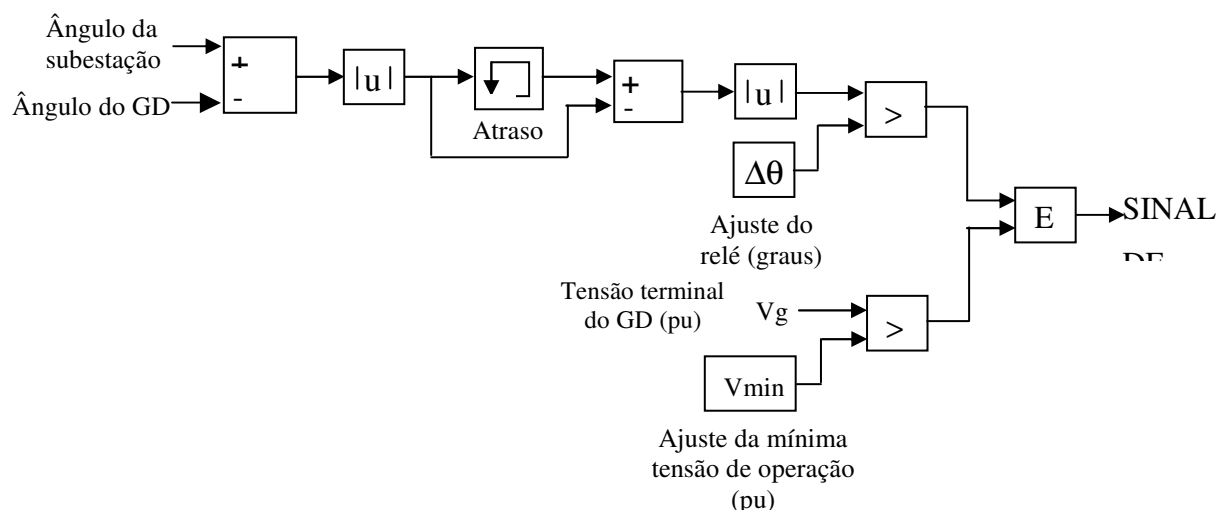 Ângulo da
subestação
Ângulo do GD
+
-
|u|
Atraso
+
-
|u|
>
Δθ
Ajuste do
relé (graus)
E
SINAL
Tensão terminal
do GD (pu)
Vg
>
Vmin
Ajuste da mínima
tensão de operação
(pu)